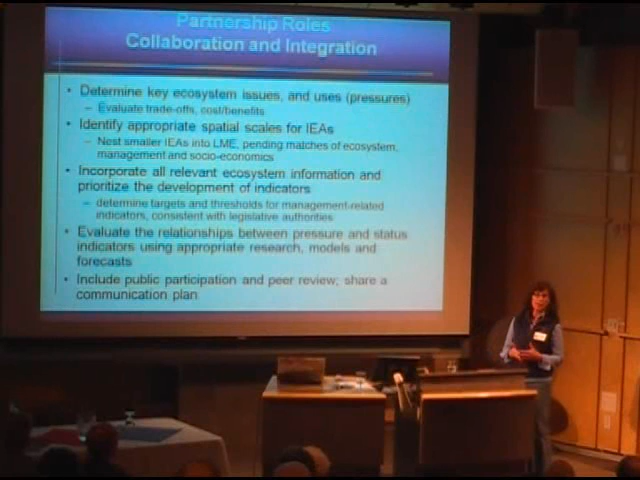 Partnership Roles
Collaboration and Integration
• Determine key ecosystem issues, and uses (pressures)
– Evaluate trade-offs, cost/benefits
• Identify appropriate spatial scales for IEAs
– Nest smaller IEAs into LME, pending matches of ecosystem,
management and socio-economics
• Incorporate all relevant ecosystem information and
prioritize the development of indicators
– determine targets and thresholds for management-related
indicators, consistent with legislative authorities
• Evaluate the relationships between pressure and status
indicators using appropriate research, models and
forecasts
• Include public participation and peer review; share a
communication plan